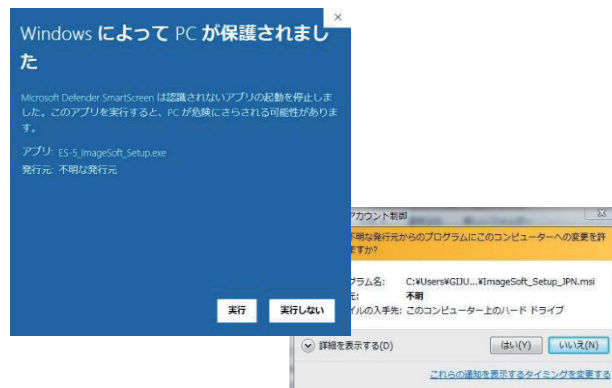 Windows によって PC が保護されまし
た
Microsoft Defender SmartScreen は認識されないアプリの起動を停止しま
した。このアプリを実行すると、PC が危険にさらされる可能性がありま
す。
アプリ: ES-5_ImageSoft_Setup.exe
発行元: 不明な発行元
実行
実行しない
アカウント制御
不明な発行元からのプログラムにこのコンピューターへの変更を許
ますか?
グラム名: C:¥Users¥GIJU...¥ImageSoft_Setup_JPN.msi
元: 不明
イルの入手先: このコンピューター上のハード ドライブ
詳細を表示する(D)
はい(Y)
いいえ(N)
これらの通知を表示するタイミングを変更する